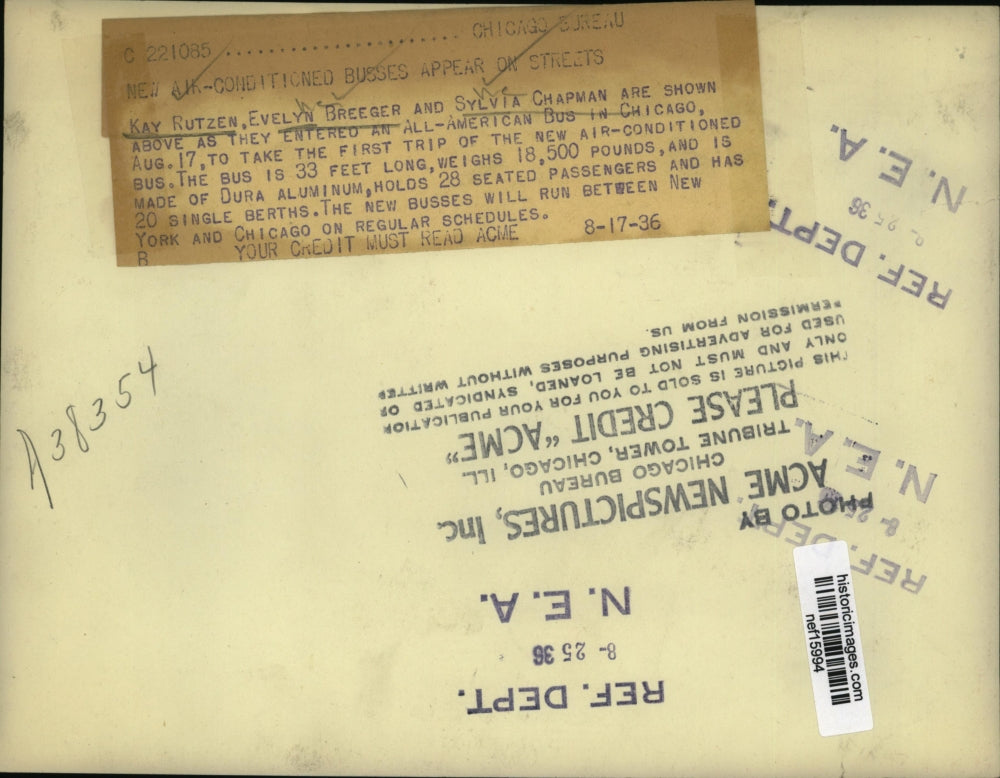 C 221085 ........................ CHICAGO BUREAU
NEW AIR-CONDITIONED BUSSES APPEAR ON STREETS
KAY RUTZEN, EVELYN BREEGER AND SYLVIA CHAPMAN ARE SHOWN
ABOVE AS THEY ENTERED AN ALL-AMERICAN BUS IN CHICAGO,
AUG. 17, TO TAKE THE FIRST TRIP OF THE NEW AIR-CONDITIONED
BUS. THE BUS IS 33 FEET LONG, WEIGHS 18,500 POUNDS, AND IS
MADE OF DURA ALUMINUM, HOLDS 28 SEATED PASSENGERS AND HAS
20 SINGLE BERTHS. THE NEW BUSSES WILL RUN BETWEEN NEW
YORK AND CHICAGO ON REGULAR SCHEDULES.
B YOUR CREDIT MUST READ ACME 8-17-36
N. E. A.
8- 25 36
REF. DEPT.
A38354
PHOTO BY
ACME NEWSPICTURES, Inc.
CHICAGO BUREAU
TRIBUNE TOWER, CHICAGO, ILL.
PLEASE CREDIT "ACME"
THIS PICTURE IS SOLD TO YOU FOR YOUR PUBLICATION
ONLY AND MUST NOT BE LOANED, SYNDICATED OR
USED FOR ADVERTISING PURPOSES WITHOUT WRITTEN
PERMISSION FROM US.
N. E. A.
8- 25 36
REF. DEPT.
REF. DEPT.
8- 25 36
N. E. A.
historicimages.com
nef15994